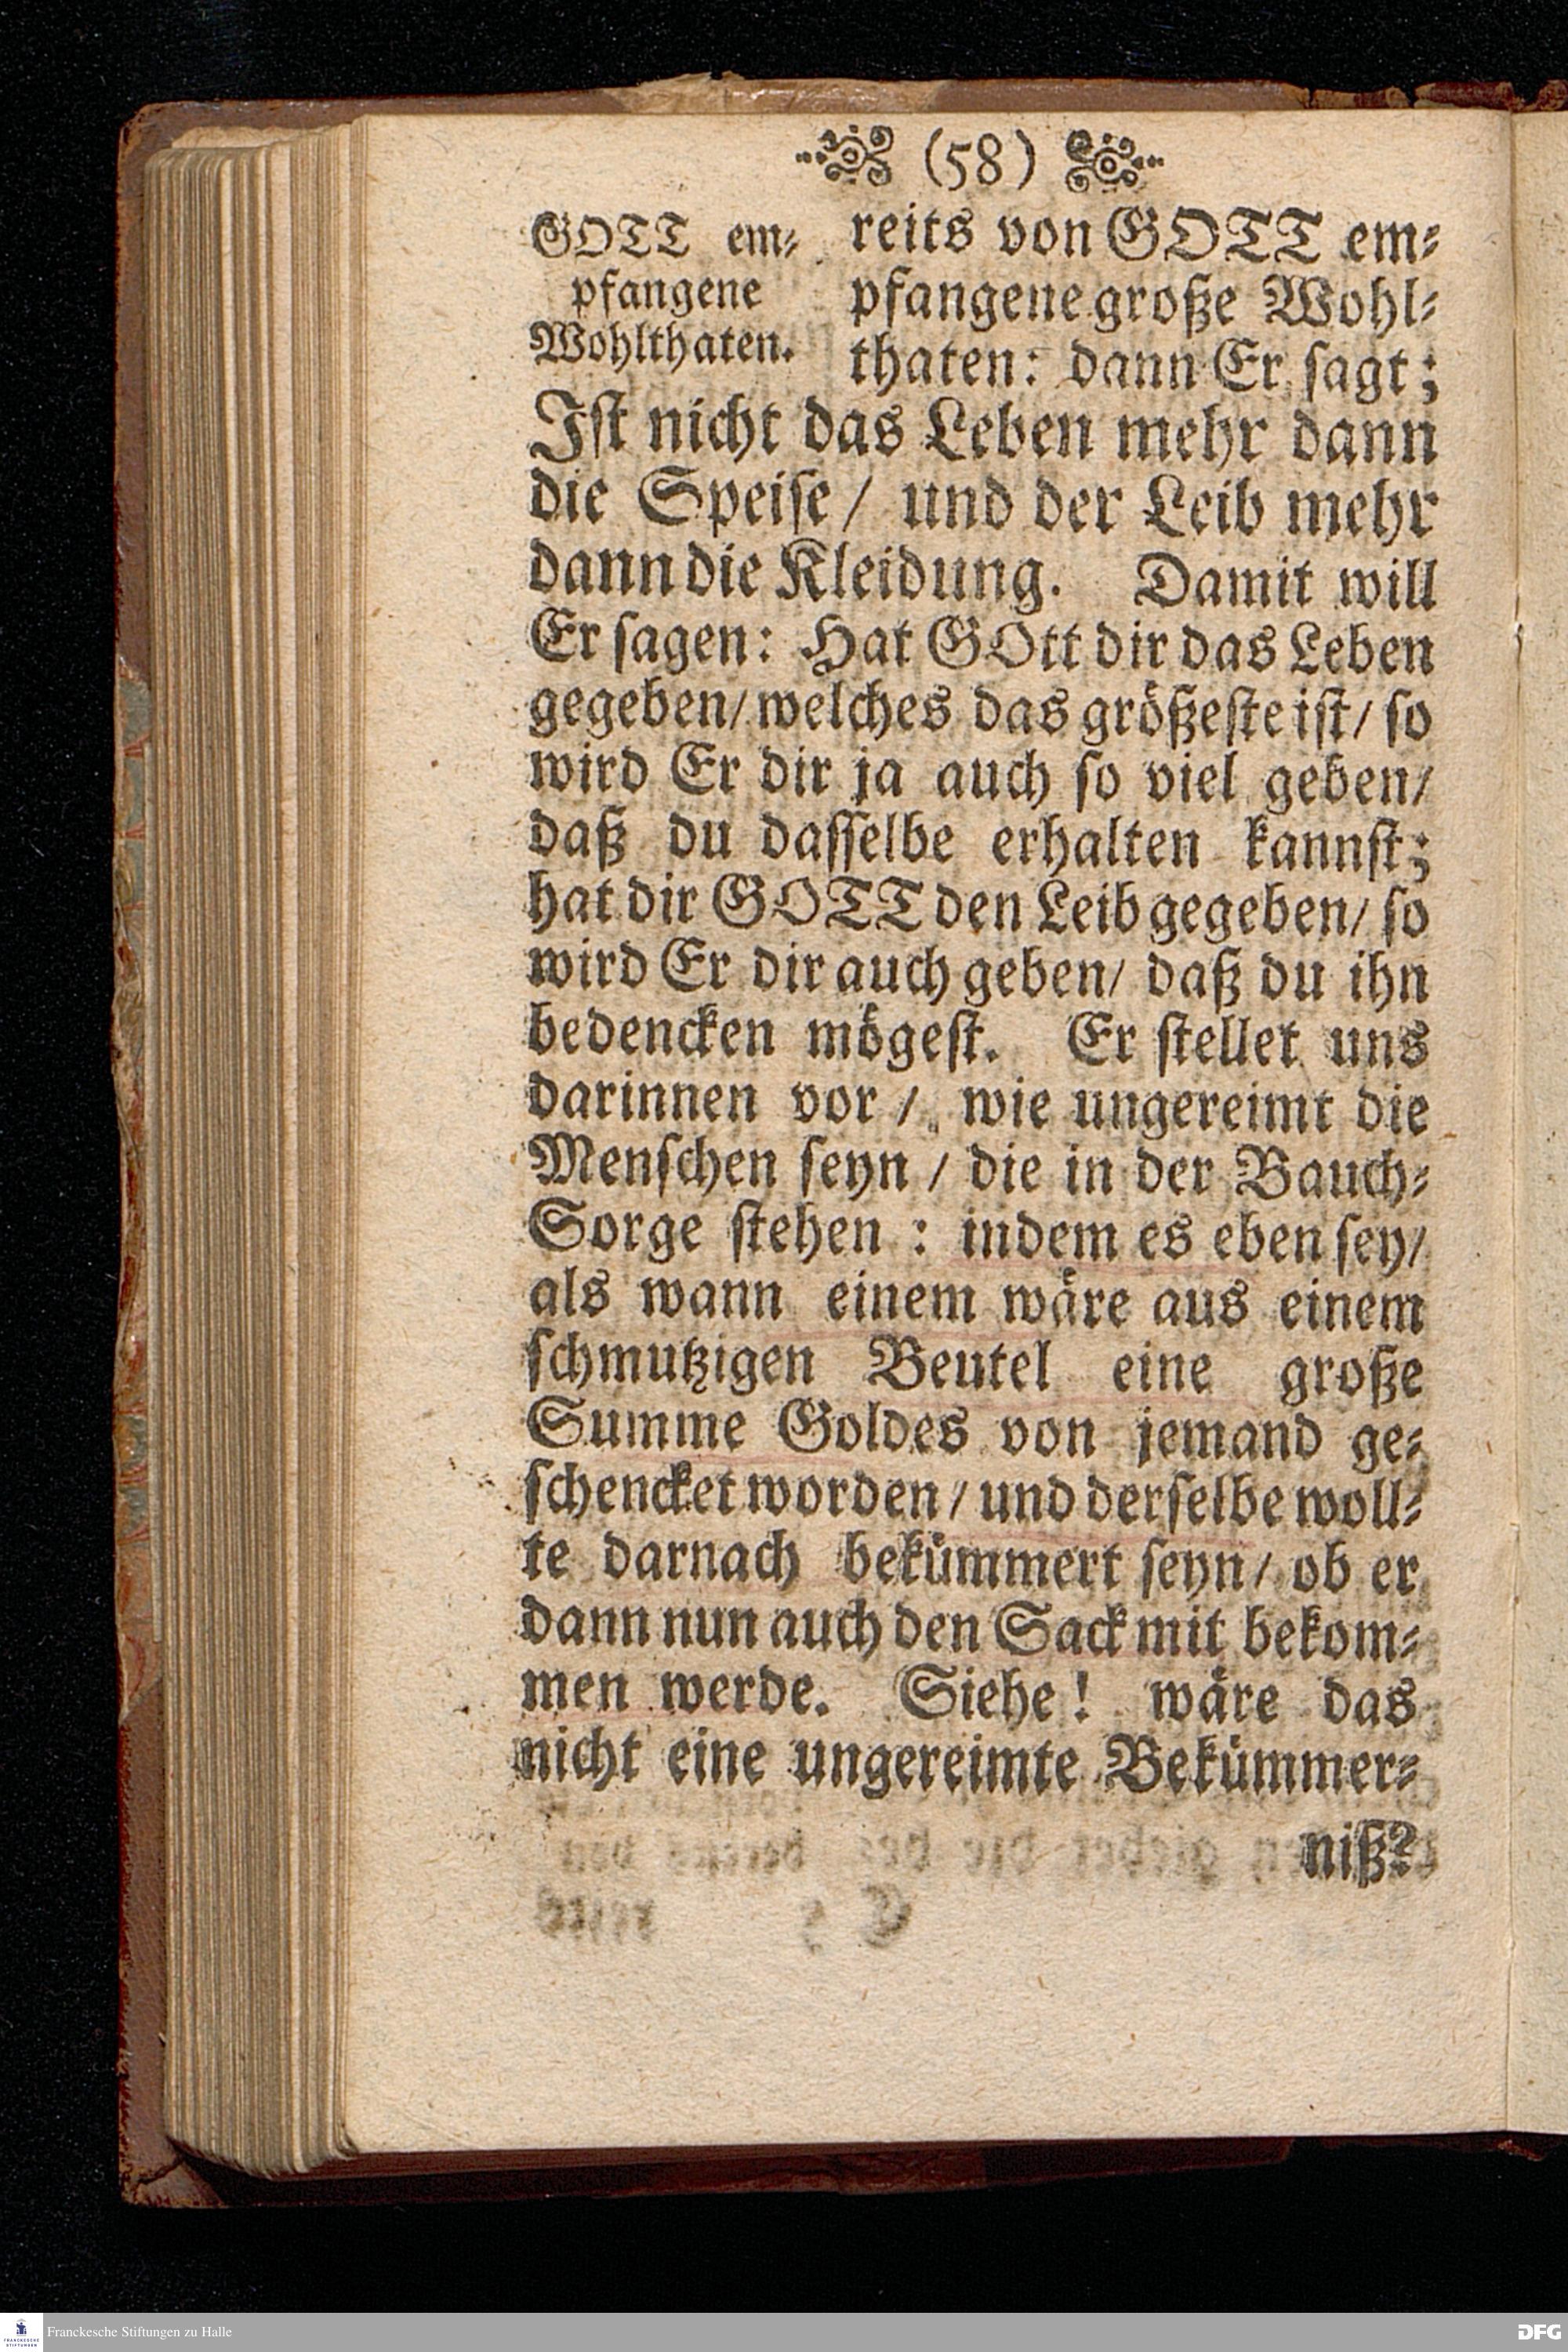 (58)
GOTT em⸗
pfangene
Wohlthaten.
reits von GOTT em⸗
pfangene große Wohl⸗
thaten: dann Er sagt;
Ist nicht das Leben mehr dann
die Speise/ und der Leib mehr
dann die Kleidung. Damit will
Er sagen: Hat GOtt dir das Leben
gegeben/ welches das größeste ist/ so
wird Er dir ja auch so viel geben/
daß du dasselbe erhalten kannst;
hat dir GOTT den Leib gegeben/ so
wird Er dir auch geben/ daß du ihn
bedencken mögest. Er stellet uns
darinnen vor/ wie ungereimt die
Menschen seyn/ die in der Bauch⸗
Sorge stehen: indem es eben sey/
als wann einem wäre aus einem
schmutzigen Beutel eine große
Summe Goldes von jemand ge⸗
schencket worden/ und derselbe woll⸗
te darnach bekümmert seyn/ ob er
dann nun auch den Sack mit bekom⸗
men werde. Siehe! wäre das
nicht eine ungereimte Bekümmer⸗
niß?
FRANCKESCHE STIFTUNGEN
Franckesche Stiftungen zu Halle
DFG